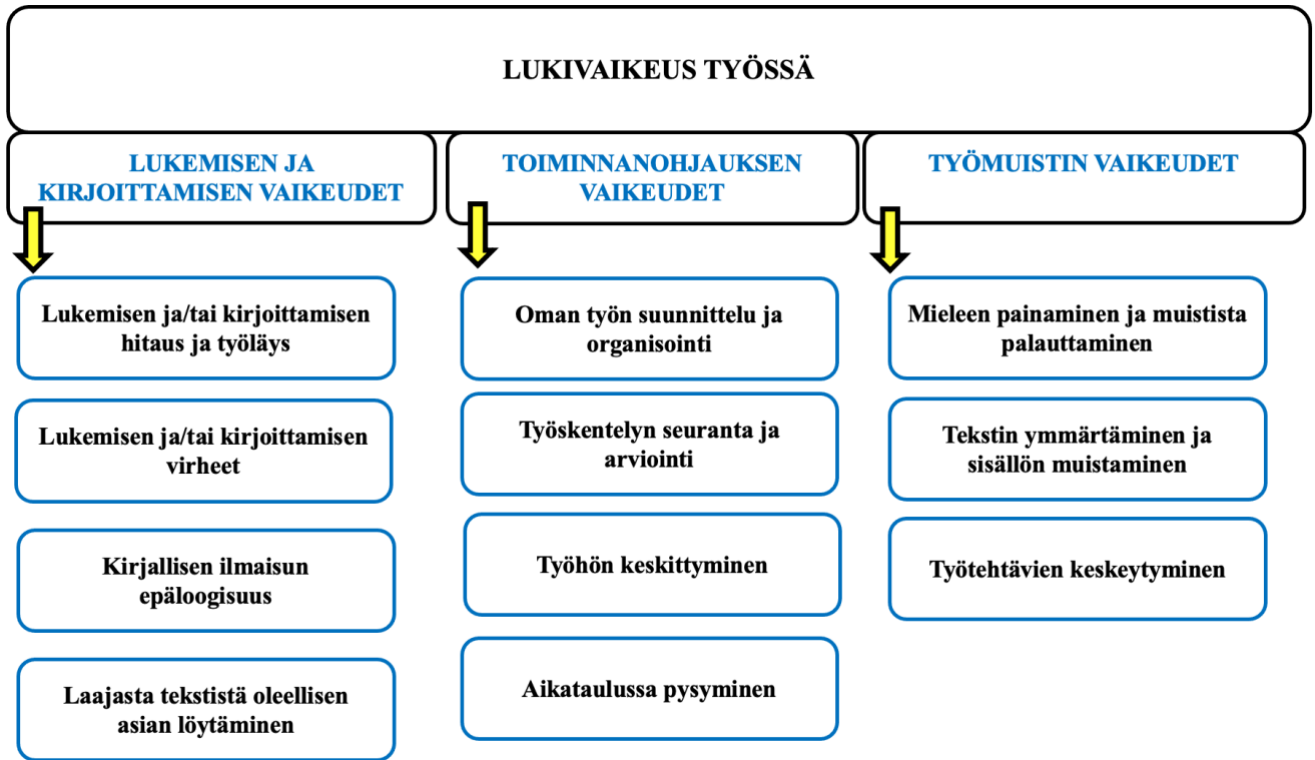 LUKIVAIKEUS TYÖSSÄ
LUKEMISEN JA
KIRJOITTAMISEN VAIKEUDET
Lukemisen ja/tai kirjoittamisen
hitaus ja työläys
Lukemisen ja/tai kirjoittamisen
virheet
Kirjallisen ilmaisun
epäloogisuus
Laajasta tekstistä oleellisen
asian löytäminen
TOIMINNANOHJAUKSEN
VAIKEUDET
Oman työn suunnittelu ja
organisointi
Työskentelyn seuranta ja
arviointi
Työhön keskittyminen
Aikataulussa pysyminen
TYÖMUISTIN VAIKEUDET
Mieleen painaminen ja muistista
palauttaminen
Tekstin ymmärtäminen ja
sisällön muistaminen
Työtehtävien keskeytyminen